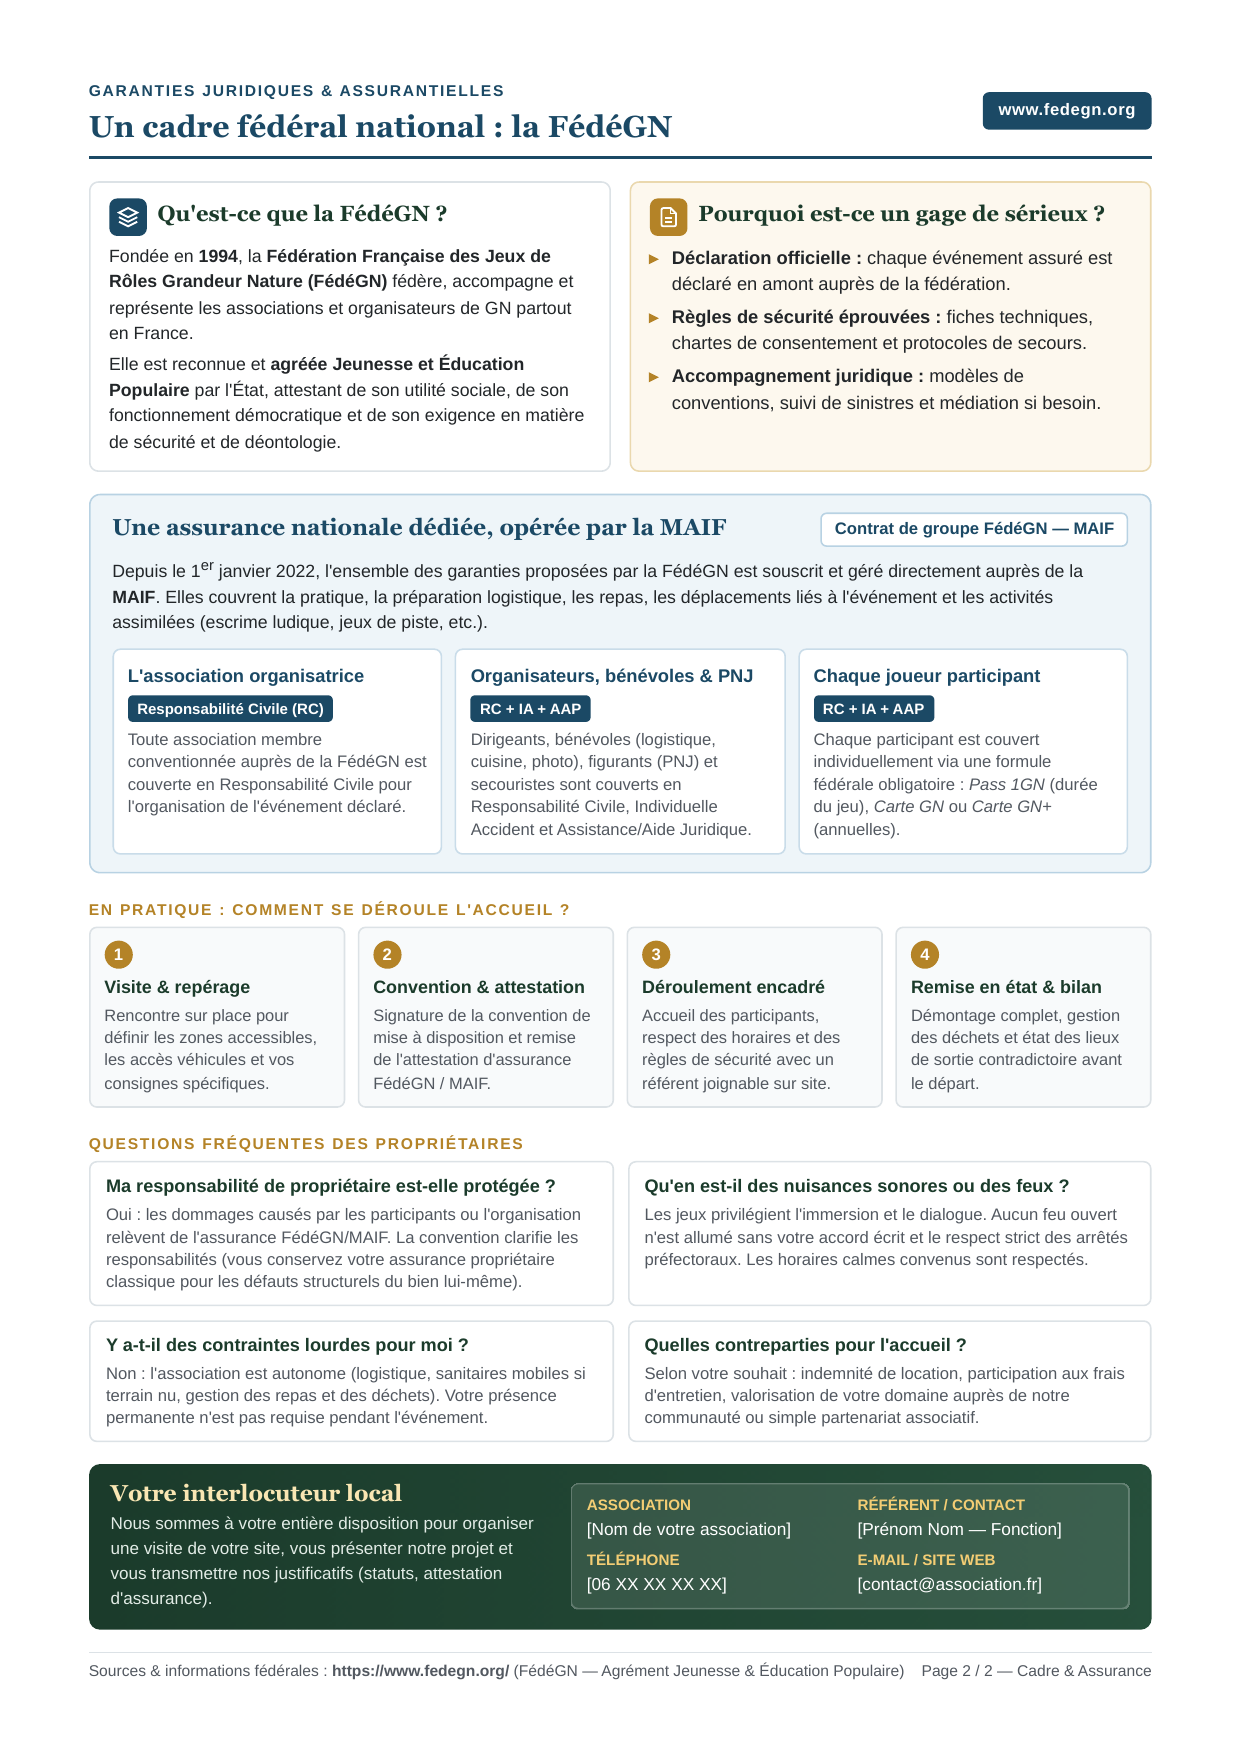 GARANTIES JURIDIQUES & ASSURANTIELLES
Un cadre fédéral national : la FédéGN
www.fedegn.org
Qu'est-ce que la FédéGN ?
Fondée en 1994, la Fédération Française des Jeux de
Rôles Grandeur Nature (FédéGN) fédère, accompagne et
représente les associations et organisateurs de GN partout
en France.
Elle est reconnue et agréée Jeunesse et Éducation
Populaire par l'État, attestant de son utilité sociale, de son
fonctionnement démocratique et de son exigence en matière
de sécurité et de déontologie.
Pourquoi est-ce un gage de sérieux ?
▸ Déclaration officielle : chaque événement assuré est
déclaré en amont auprès de la fédération.
▸ Règles de sécurité éprouvées : fiches techniques,
chartes de consentement et protocoles de secours.
▸ Accompagnement juridique : modèles de
conventions, suivi de sinistres et médiation si besoin.
Une assurance nationale dédiée, opérée par la MAIF
Contrat de groupe FédéGN — MAIF
Depuis le 1er janvier 2022, l'ensemble des garanties proposées par la FédéGN est souscrit et géré directement auprès de la
MAIF. Elles couvrent la pratique, la préparation logistique, les repas, les déplacements liés à l'événement et les activités
assimilées (escrime ludique, jeux de piste, etc.).
L'association organisatrice
Responsabilité Civile (RC)
Toute association membre
conventionnée auprès de la FédéGN est
couverte en Responsabilité Civile pour
l'organisation de l'événement déclaré.
Organisateurs, bénévoles & PNJ
RC + IA + AAP
Dirigeants, bénévoles (logistique,
cuisine, photo), figurants (PNJ) et
secouristes sont couverts en
Responsabilité Civile, Individuelle
Accident et Assistance/Aide Juridique.
Chaque joueur participant
RC + IA + AAP
Chaque participant est couvert
individuellement via une formule
fédérale obligatoire : Pass 1GN (durée
du jeu), Carte GN ou Carte GN+
(annuelles).
EN PRATIQUE : COMMENT SE DÉROULE L'ACCUEIL ?
1
Visite & repérage
Rencontre sur place pour
définir les zones accessibles,
les accès véhicules et vos
consignes spécifiques.
2
Convention & attestation
Signature de la convention de
mise à disposition et remise
de l'attestation d'assurance
FédéGN / MAIF.
3
Déroulement encadré
Accueil des participants,
respect des horaires et des
règles de sécurité avec un
référent joignable sur site.
4
Remise en état & bilan
Démontage complet, gestion
des déchets et état des lieux
de sortie contradictoire avant
le départ.
QUESTIONS FRÉQUENTES DES PROPRIÉTAIRES
Ma responsabilité de propriétaire est-elle protégée ?
Oui : les dommages causés par les participants ou l'organisation
relèvent de l'assurance FédéGN/MAIF. La convention clarifie les
responsabilités (vous conservez votre assurance propriétaire
classique pour les défauts structurels du bien lui-même).
Qu'en est-il des nuisances sonores ou des feux ?
Les jeux privilégient l'immersion et le dialogue. Aucun feu ouvert
n'est allumé sans votre accord écrit et le respect strict des arrêtés
préfectoraux. Les horaires calmes convenus sont respectés.
Y a-t-il des contraintes lourdes pour moi ?
Non : l'association est autonome (logistique, sanitaires mobiles si
terrain nu, gestion des repas et des déchets). Votre présence
permanente n'est pas requise pendant l'événement.
Quelles contreparties pour l'accueil ?
Selon votre souhait : indemnité de location, participation aux frais
d'entretien, valorisation de votre domaine auprès de notre
communauté ou simple partenariat associatif.
Votre interlocuteur local
Nous sommes à votre entière disposition pour organiser
une visite de votre site, vous présenter notre projet et
vous transmettre nos justificatifs (statuts, attestation
d'assurance).
ASSOCIATION
[Nom de votre association]
RÉFÉRENT / CONTACT
[Prénom Nom — Fonction]
TÉLÉPHONE
[06 XX XX XX XX]
E-MAIL / SITE WEB
[contact@association.fr]
Sources & informations fédérales : https://www.fedegn.org/ (FédéGN — Agrément Jeunesse & Éducation Populaire)
Page 2 / 2 — Cadre & Assurance